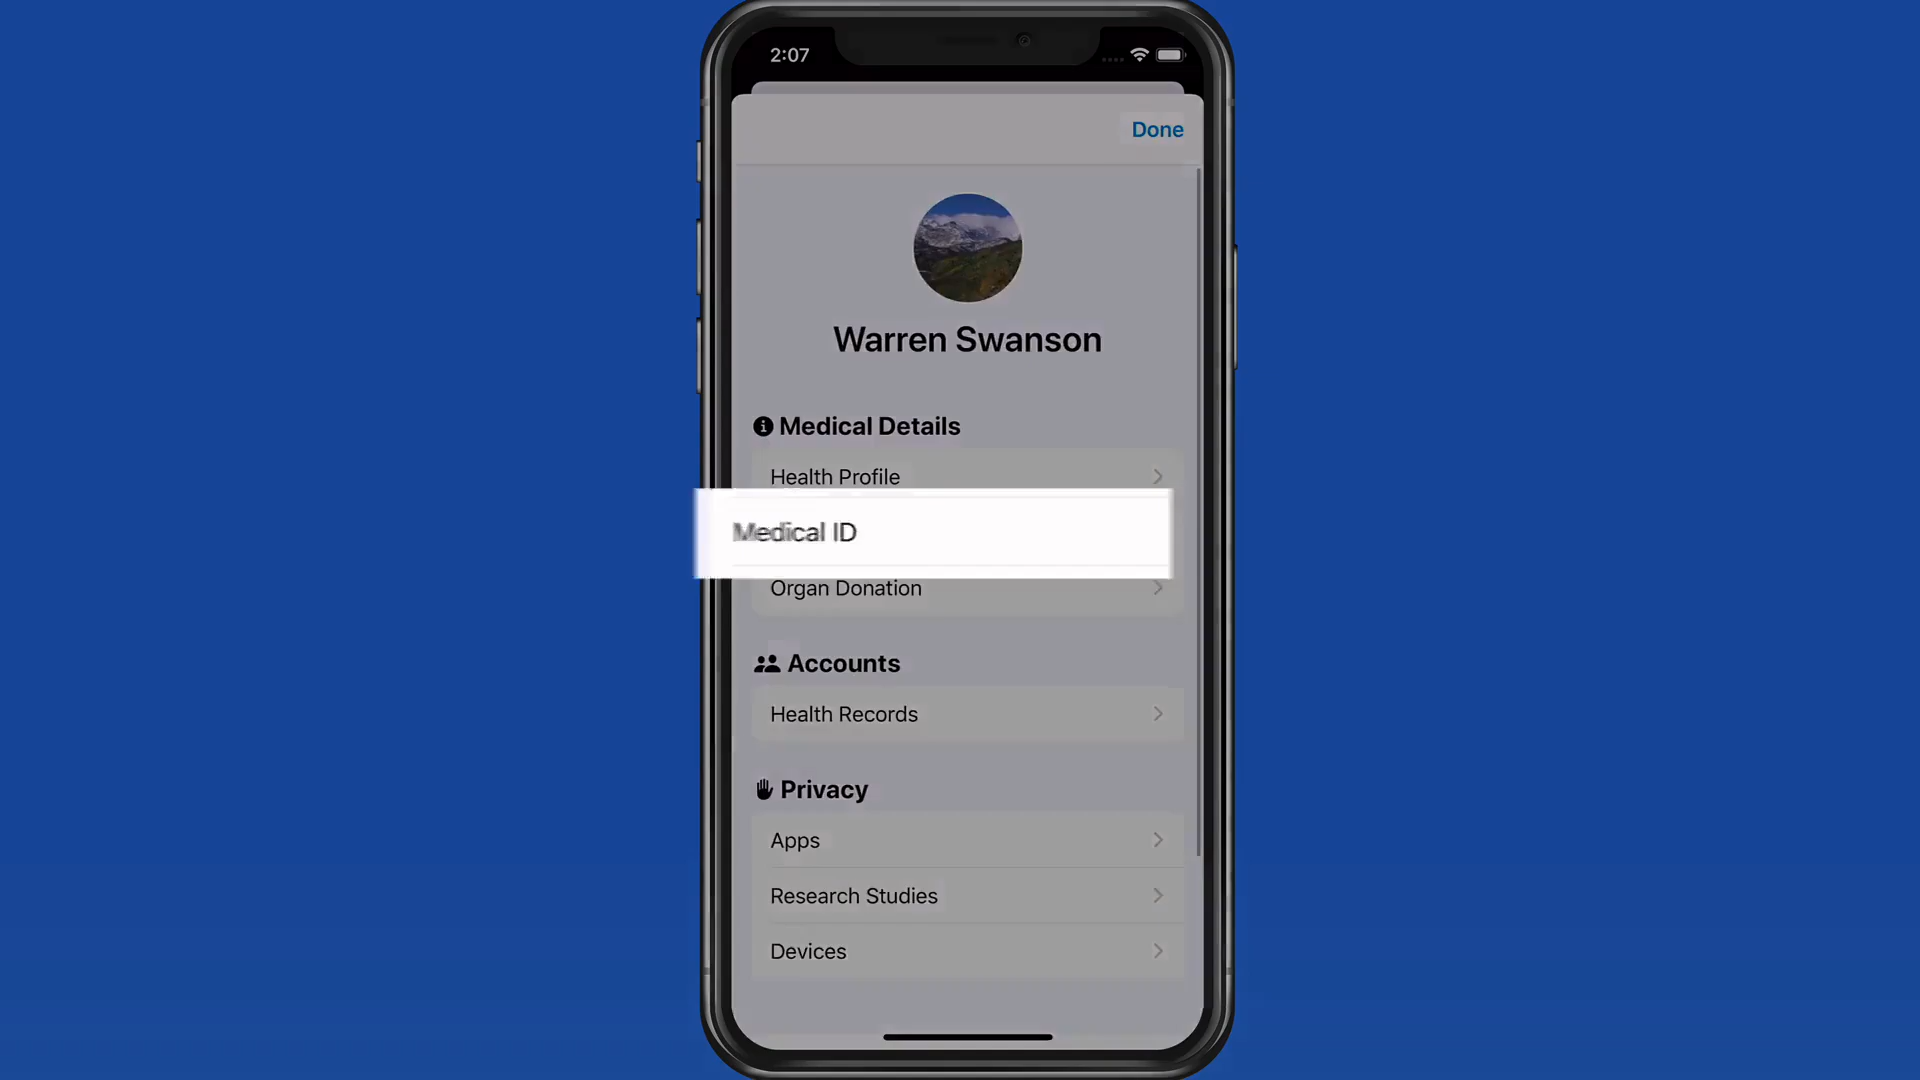 2:07
Done
Warren Swanson
Medical Details
Health Profile
Medical ID
Organ Donation
Accounts
Health Records
Privacy
Apps
Research Studies
Devices